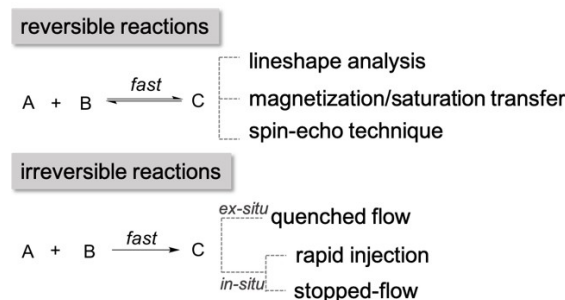 reversible reactions
lineshape analysis
fast
A + B C
magnetization/saturation transfer
spin-echo technique
irreversible reactions
ex-situ
quenched flow
fast
A + B C
rapid injection
in-situ
stopped-flow